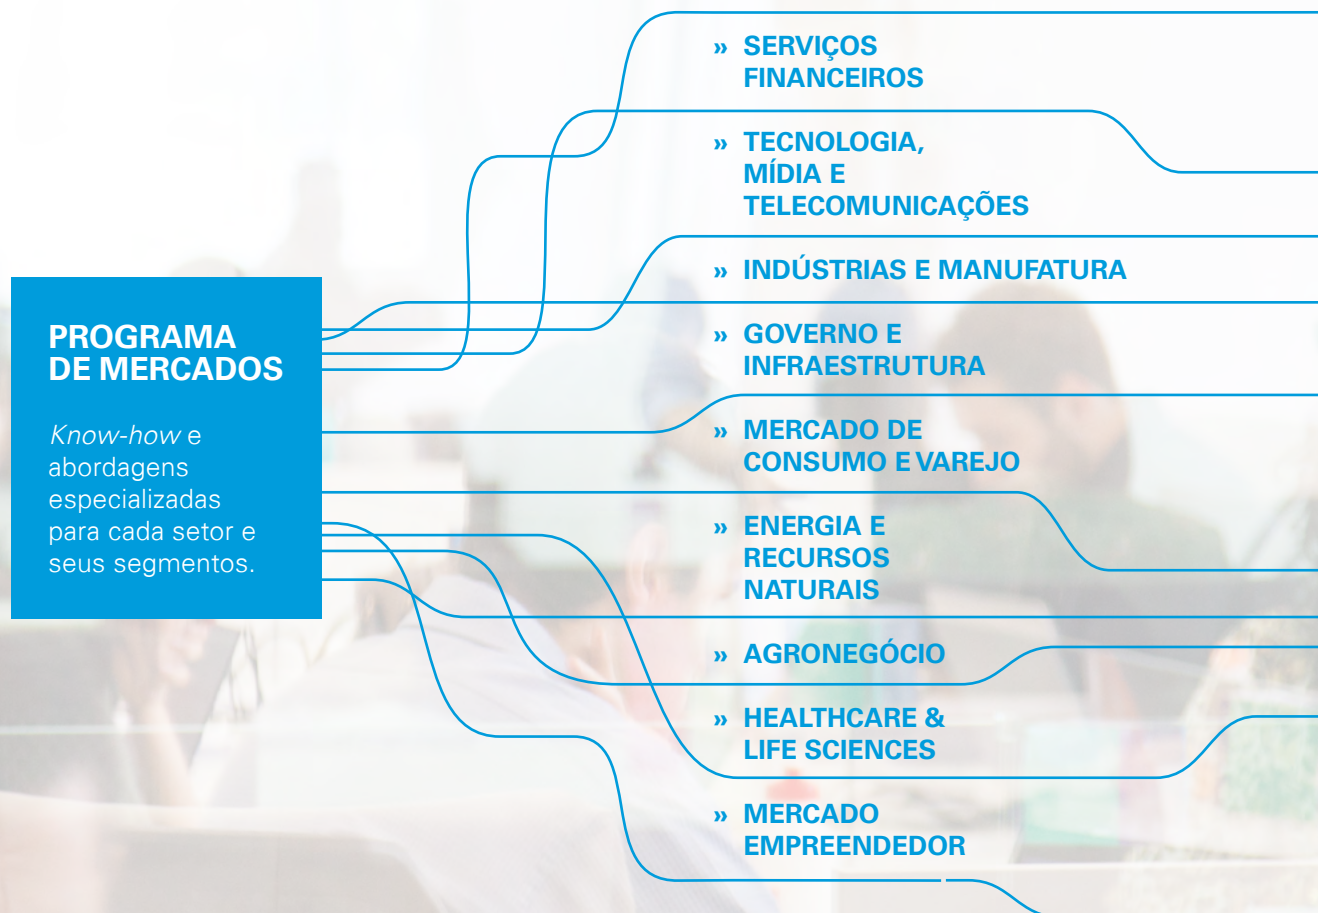 PROGRAMA
DE MERCADOS
Know-how e
abordagens
especializadas
para cada setor e
seus segmentos.
» SERVIÇOS
FINANCEIROS
» TECNOLOGIA,
MÍDIA E
TELECOMUNICAÇÕES
» INDÚSTRIAS E MANUFATURA
» GOVERNO E
INFRAESTRUTURA
» MERCADO DE
CONSUMO E VAREJO
» ENERGIA E
RECURSOS
NATURAIS
» AGRONEGÓCIO
» HEALTHCARE &
LIFE SCIENCES
» MERCADO
EMPREENDEDOR